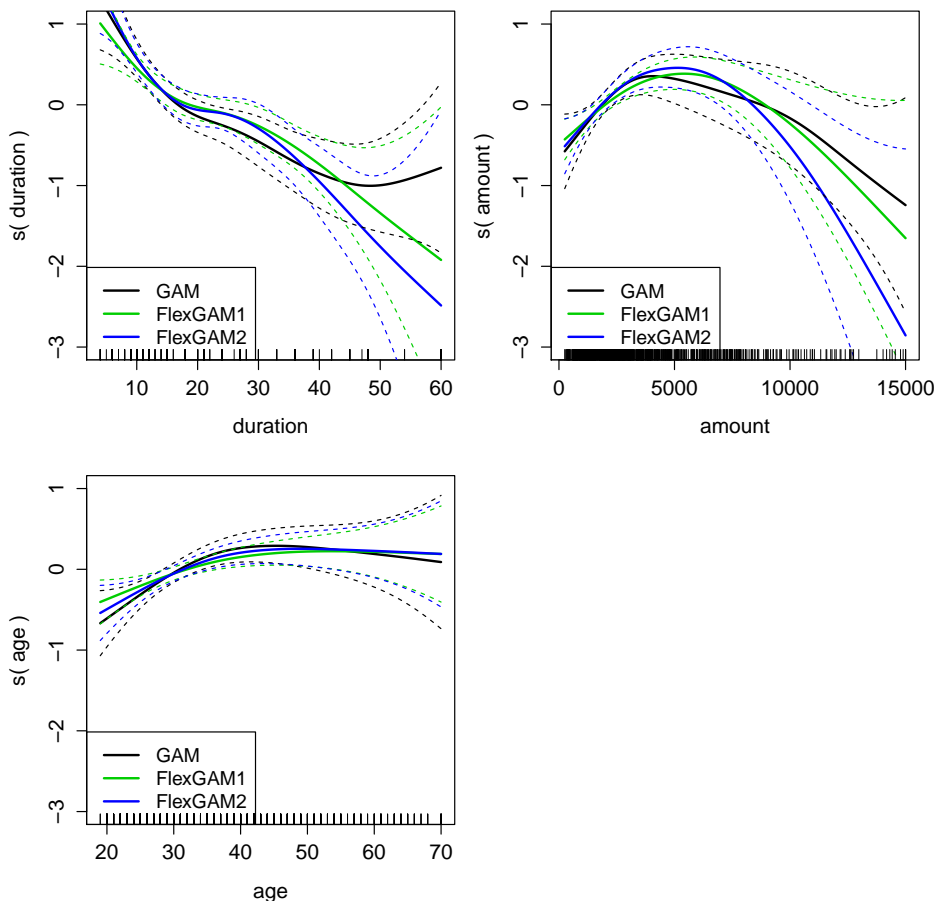 1
0
−1
−2
−3
s( duration )
GAM
FlexGAM1
FlexGAM2
10 20 30 40 50 60
duration
1
0
−1
−2
−3
s( amount )
GAM
FlexGAM1
FlexGAM2
0 5000 10000 15000
amount
1
0
−1
−2
−3
s( age )
GAM
FlexGAM1
FlexGAM2
20 30 40 50 60 70
age